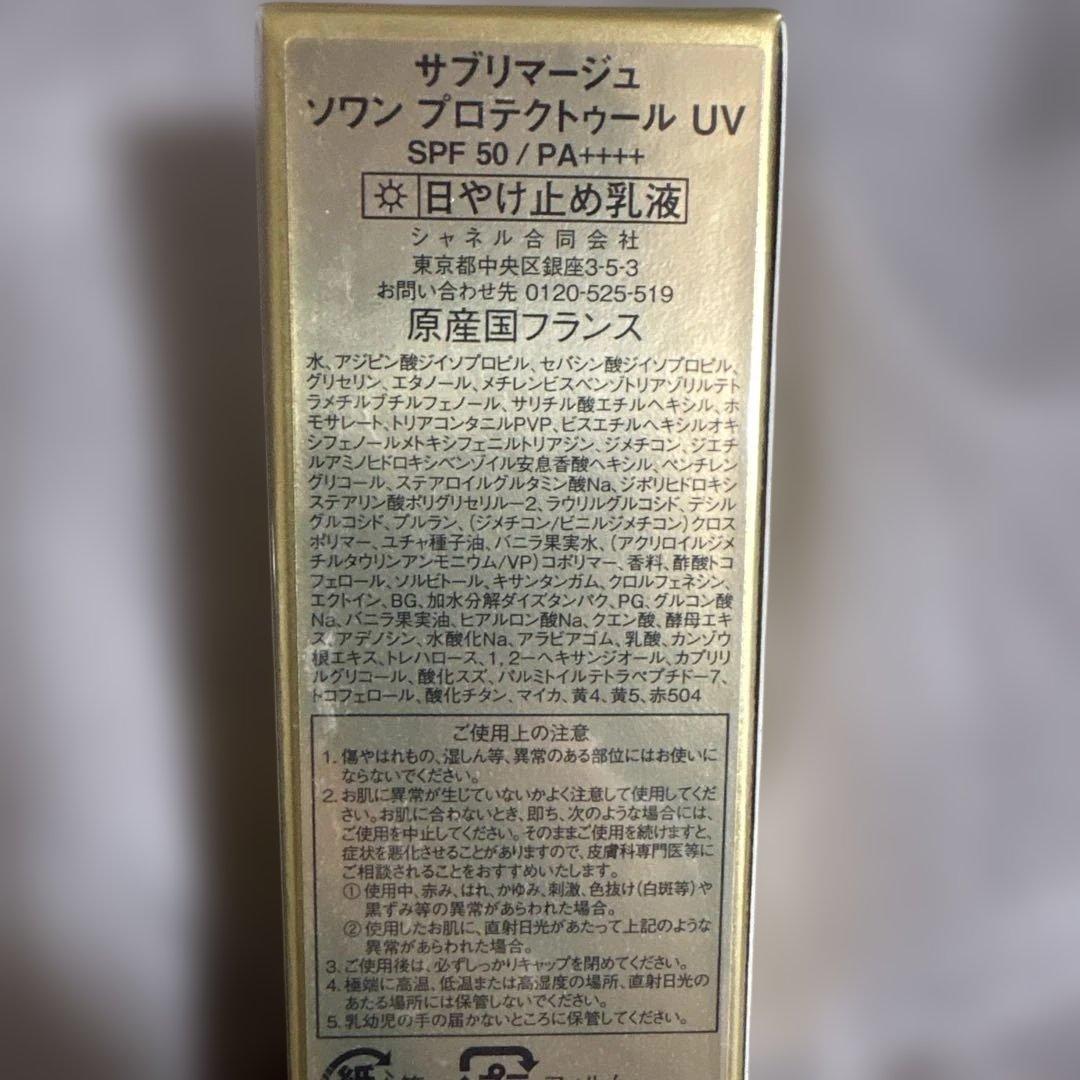 サブリマージュ
ソワン プロテクトゥール UV
SPF 50 / PA++++
日やけ止め乳液
シャネル合同会社
東京都中央区銀座3-5-3
お問い合わせ先 0120-525-519
原産国フランス
水、アジピン酸ジイソプロピル、セバシン酸ジイソプロピル、
グリセリン、エタノール、メチレンビスベンゾトリアゾリルテト
ラメチルブチルフェノール、サリチル酸エチルヘキシル、ホ
モサレート、トリアコンタニルPVP、ビスエチルヘキシルオキ
シフェノールメトキシフェニルトリアジン、ジメチコン、ジエチ
ルアミノヒドロキシベンゾイル安息香酸ヘキシル、ペンチレン
グリコール、ステアロイルグルタミン酸Na、ジポリヒドロキシ
ステアリン酸ポリグリセリル-2、ラウリルグルコシド、デシル
グルコシド、プルラン、(ジメチコン/ビニルジメチコン)クロス
ポリマー、ユチャ種子油、バニラ果実水、(アクリロイルジメ
チルタウリンアンモニウム/VP)コポリマー、香料、酢酸トコ
フェロール、ソルビトール、キサンタンガム、クロルフェネシン、
エクトイン、BG、加水分解ダイズタンパク、PG、グルコン酸
Na、バニラ果実油、ヒアルロン酸Na、クエン酸、酵母エキ
ス、アデノシン、水酸化Na、アラビアゴム、乳酸、カンゾウ
根エキス、トレハロース、1,2-ヘキサンジオール、カプリリ
ルグリコール、酸化スズ、パルミトイルテトラペプチド-7、
トコフェロール、酸化チタン、マイカ、黄4、黄5、赤504
ご使用上の注意
1. 傷やはれもの、湿しん等、異常のある部位にはお使いに
ならないでください。
2. お肌に異常が生じていないかよく注意して使用してくだ
さい。お肌に合わないとき、即ち、次のような場合には、
ご使用を中止してください。そのままご使用を続けますと、
症状を悪化させることがありますので、皮膚科専門医等に
ご相談されることをおすすめいたします。
① 使用中、赤み、はれ、かゆみ、刺激、色抜け(白斑等)や
黒ずみ等の異常があらわれた場合。
② 使用したお肌に、直射日光があたって上記のような
異常があらわれた場合。
3. ご使用後は、必ずしっかりキャップを閉めてください。
4. 極端に高温、低温または高湿度の場所、直射日光の
あたる場所には保管しないでください。
5. 乳幼児の手の届かないところに保管してください。
紙 プラ